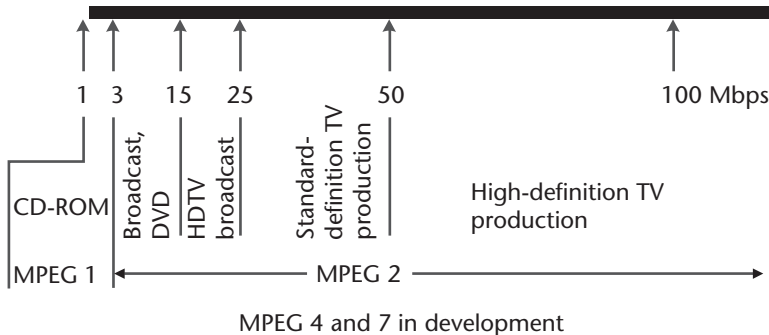 1 3 15 25 50 100 Mbps
CD-ROM
Broadcast,
DVD
HDTV
broadcast
Standard-
definition TV
production
High-definition TV
production
MPEG 1
MPEG 2
MPEG 4 and 7 in development